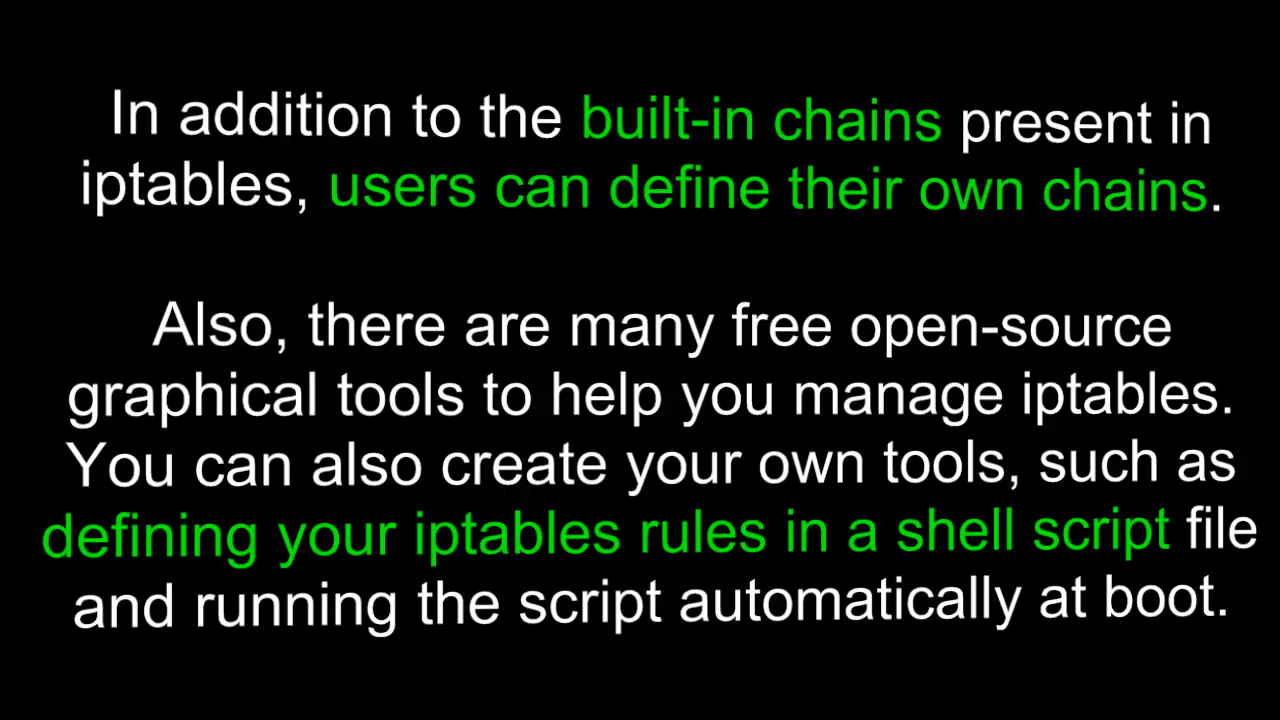 In addition to the built-in chains present in
iptables, users can define their own chains.
Also, there are many free open-source
graphical tools to help you manage iptables.
You can also create your own tools, such as
defining your iptables rules in a shell script file
and running the script automatically at boot.